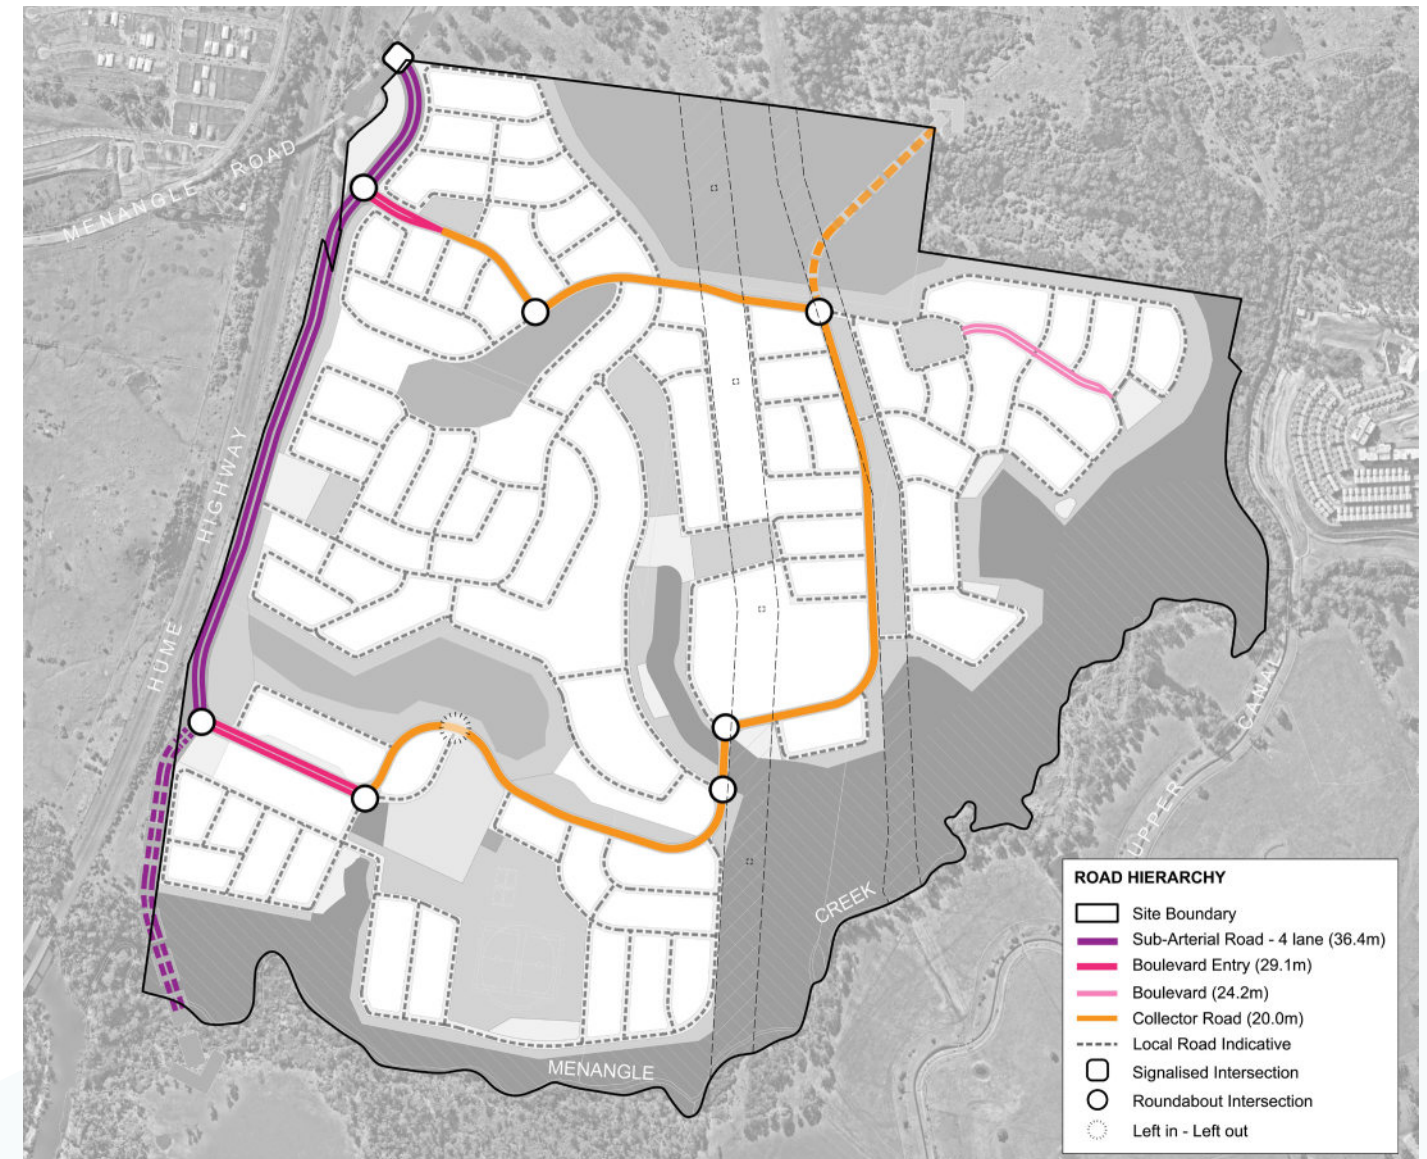 MENANGLE ROAD
HUME HIGHWAY
UPPER CANAL
CREEK
MENANGLE
ROAD HIERARCHY
Site Boundary
Sub-Arterial Road - 4 lane (36.4m)
Boulevard Entry (29.1m)
Boulevard (24.2m)
Collector Road (20.0m)
Local Road Indicative
Signalised Intersection
Roundabout Intersection
Left in - Left out